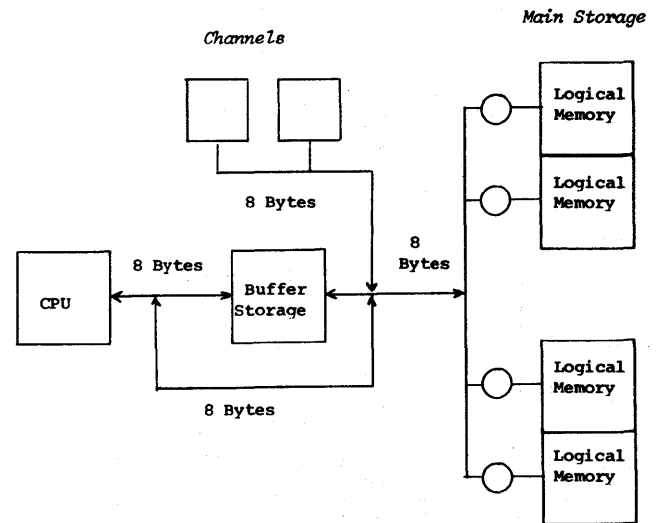 Main Storage
Channels
Logical
Memory
Logical
Memory
8 Bytes
8
Bytes
8 Bytes
CPU
Buffer
Storage
8 Bytes
Logical
Memory
Logical
Memory